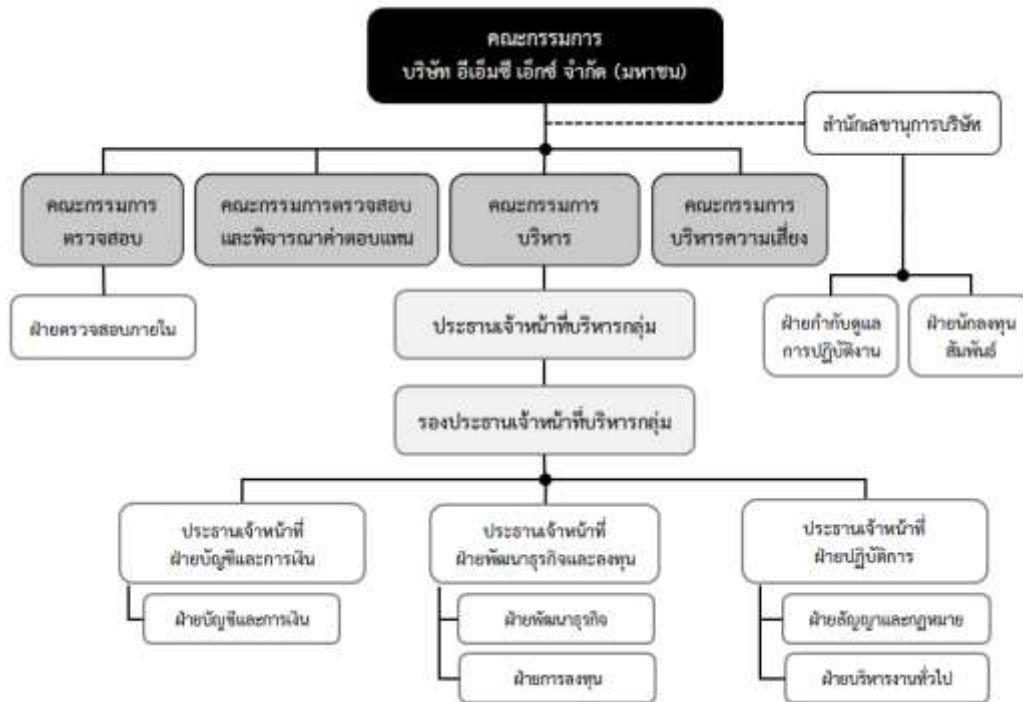 คณะกรรมการ
บริษัท อีเอ็มซี เอ็กซ์ จำกัด (มหาชน)
สำนักเลขานุการบริษัท
คณะกรรมการ
ตรวจสอบ
คณะกรรมการตรวจสอบ
และพิจารณาค่าตอบแทน
คณะกรรมการ
บริหาร
คณะกรรมการ
บริหารความเสี่ยง
ฝ่ายตรวจสอบภายใน
ประธานเจ้าหน้าที่บริหารกลุ่ม
ฝ่ายกำกับดูแล
การปฏิบัติงาน
ฝ่ายนักลงทุน
สัมพันธ์
รองประธานเจ้าหน้าที่บริหารกลุ่ม
ประธานเจ้าหน้าที่
ฝ่ายบัญชีและการเงิน
ประธานเจ้าหน้าที่
ฝ่ายพัฒนาธุรกิจและลงทุน
ประธานเจ้าหน้าที่
ฝ่ายปฏิบัติการ
ฝ่ายบัญชีและการเงิน
ฝ่ายพัฒนาธุรกิจ
ฝ่ายสัญญาและกฎหมาย
ฝ่ายการลงทุน
ฝ่ายบริหารงานทั่วไป